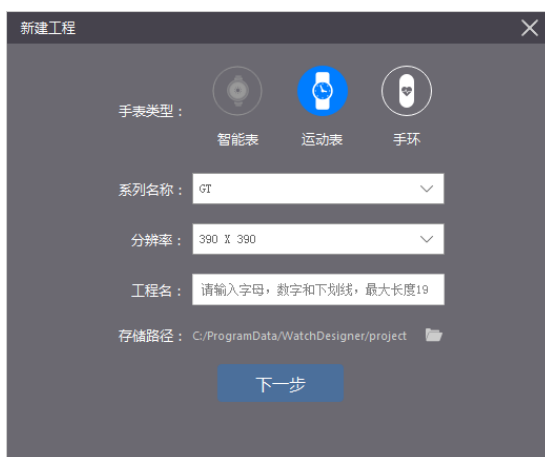 新建工程
手表类型：
智能表 运动表 手环
系列名称： GT
分辨率： 390 X 390
工程名： 请输入字母，数字和下划线，最大长度19
存储路径： C:/ProgramData/WatchDesigner/project
下一步